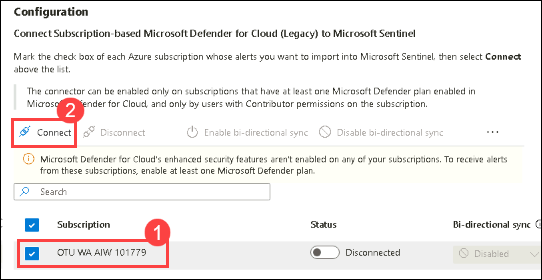 Configuration
Connect Subscription-based Microsoft Defender for Cloud (Legacy) to Microsoft Sentinel
Mark the check box of each Azure subscription whose alerts you want to import into Microsoft Sentinel, then select Connect
above the list.
The connector can be enabled only on subscriptions that have at least one Microsoft Defender plan enabled in
Microsoft Defender for Cloud, and only by users with Contributor permissions on the subscription.
2
Connect Disconnect Enable bi-directional sync Disable bi-directional sync ...
Microsoft Defender for Cloud's enhanced security features aren't enabled on any of your subscriptions. To receive alerts
from these subscriptions, enable at least one Microsoft Defender plan.
Search
Subscription Status Bi-directional sync
1
OTU WA AIW 101779 Disconnected Disabled